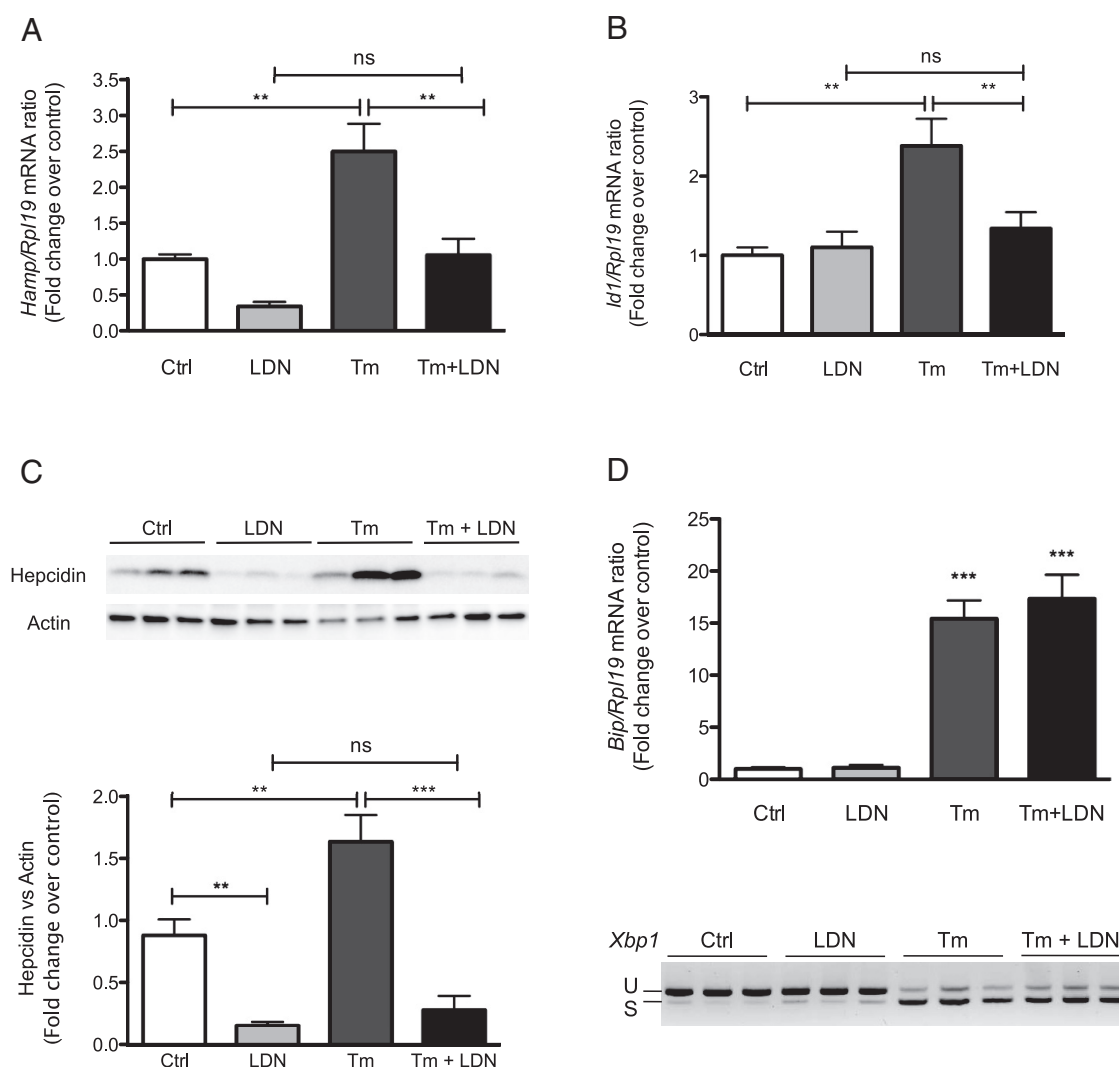 A
ns
**
**
3.5
3.0
2.5
2.0
1.5
1.0
0.5
0.0
Hamp/Rpl19 mRNA ratio
(Fold change over control)
Ctrl LDN Tm Tm+LDN
B
ns
**
**
3
2
1
0
Id1/Rpl19 mRNA ratio
(Fold change over control)
Ctrl LDN Tm Tm+LDN
C
Ctrl LDN Tm Tm + LDN
Hepcidin
Actin
ns
**
***
**
2.0
1.5
1.0
0.5
0.0
Hepcidin vs Actin
(Fold change over control)
Ctrl LDN Tm Tm + LDN
D
***
***
25
20
15
10
5
0
Bip/Rpl19 mRNA ratio
(Fold change over control)
Ctrl LDN Tm Tm+LDN
Xbp1 Ctrl LDN Tm Tm + LDN
U
S